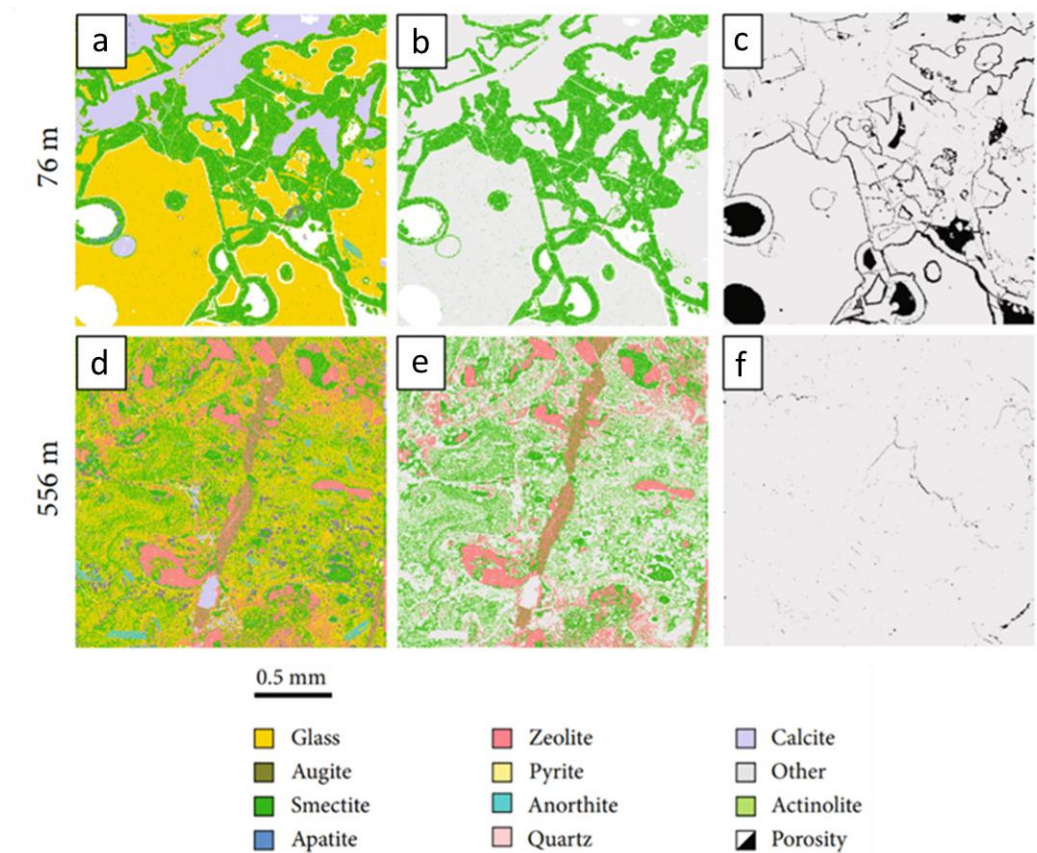 a
b
c
76 m
d
e
f
556 m
0.5 mm
Glass
Zeolite
Calcite
Augite
Pyrite
Other
Smectite
Anorthite
Actinolite
Apatite
Quartz
Porosity